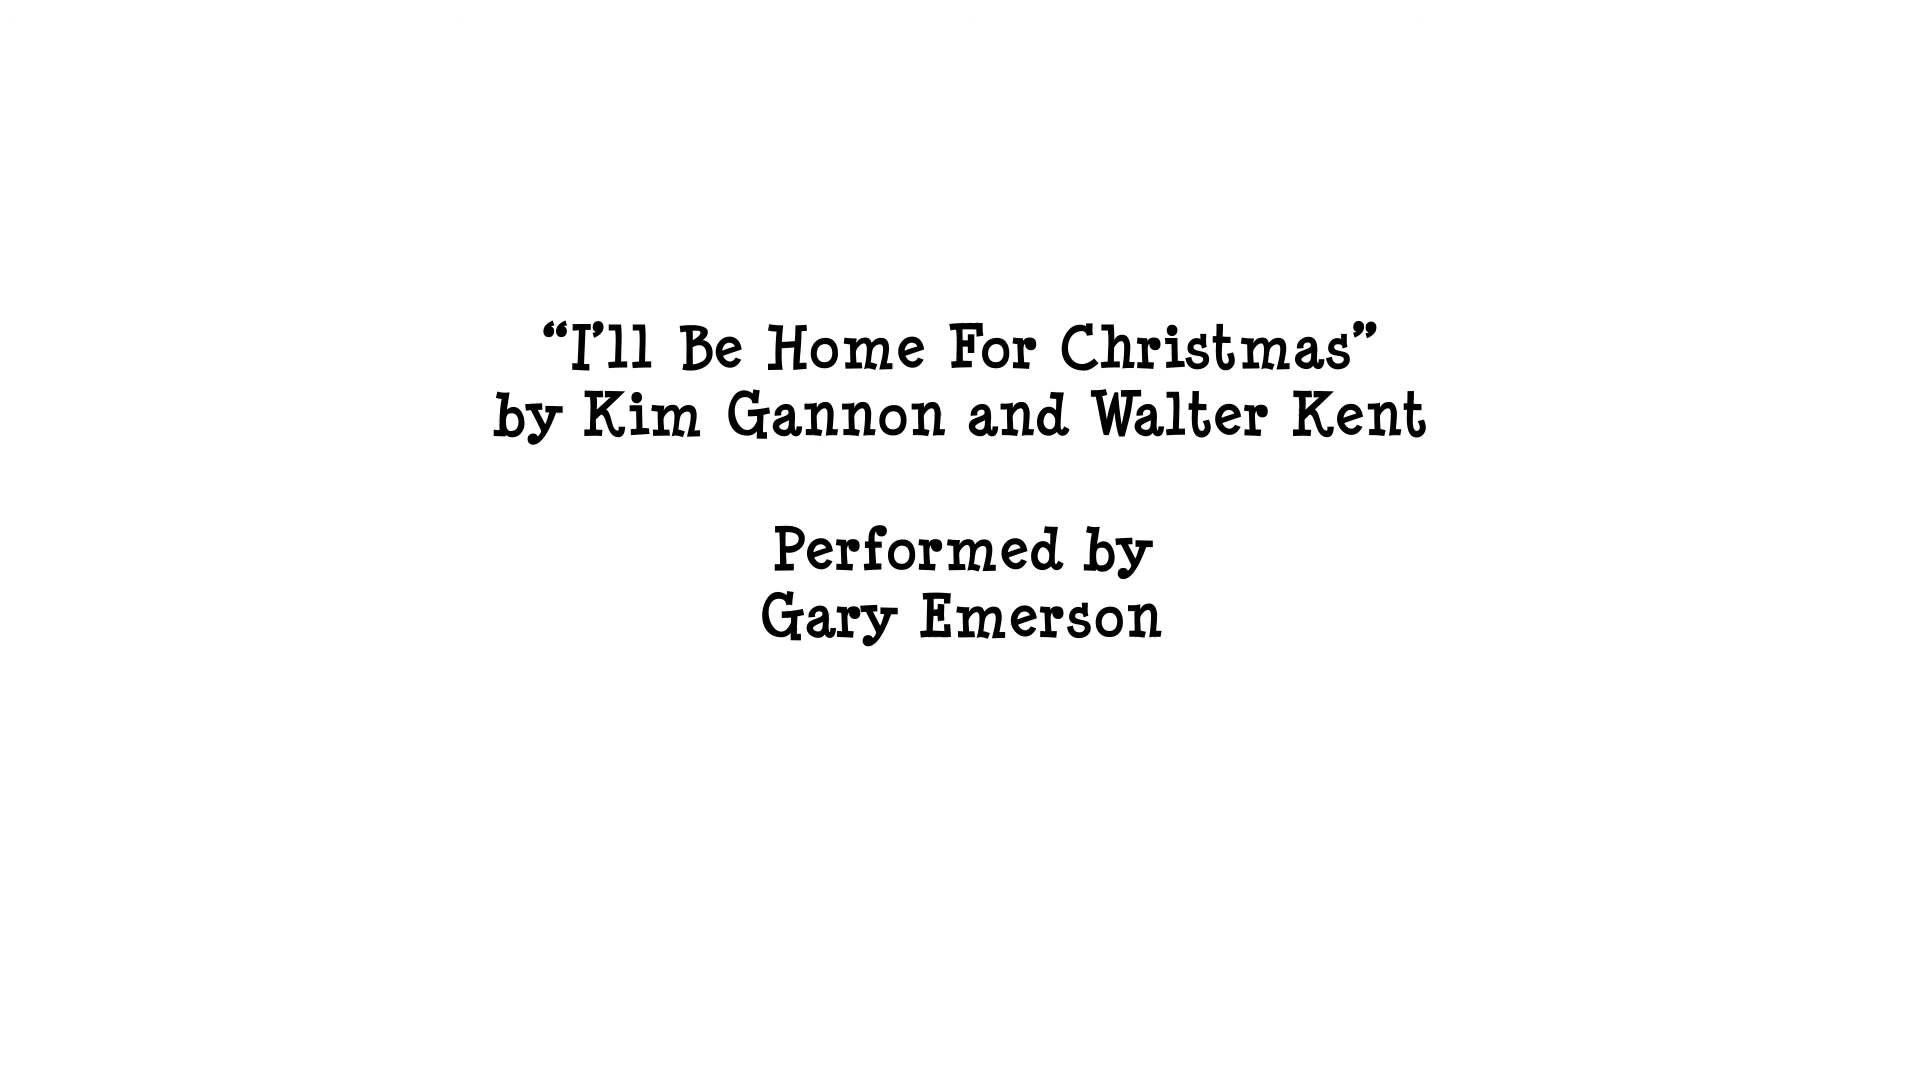 “I’ll Be Home For Christmas”
by Kim Gannon and Walter Kent
Performed by
Gary Emerson